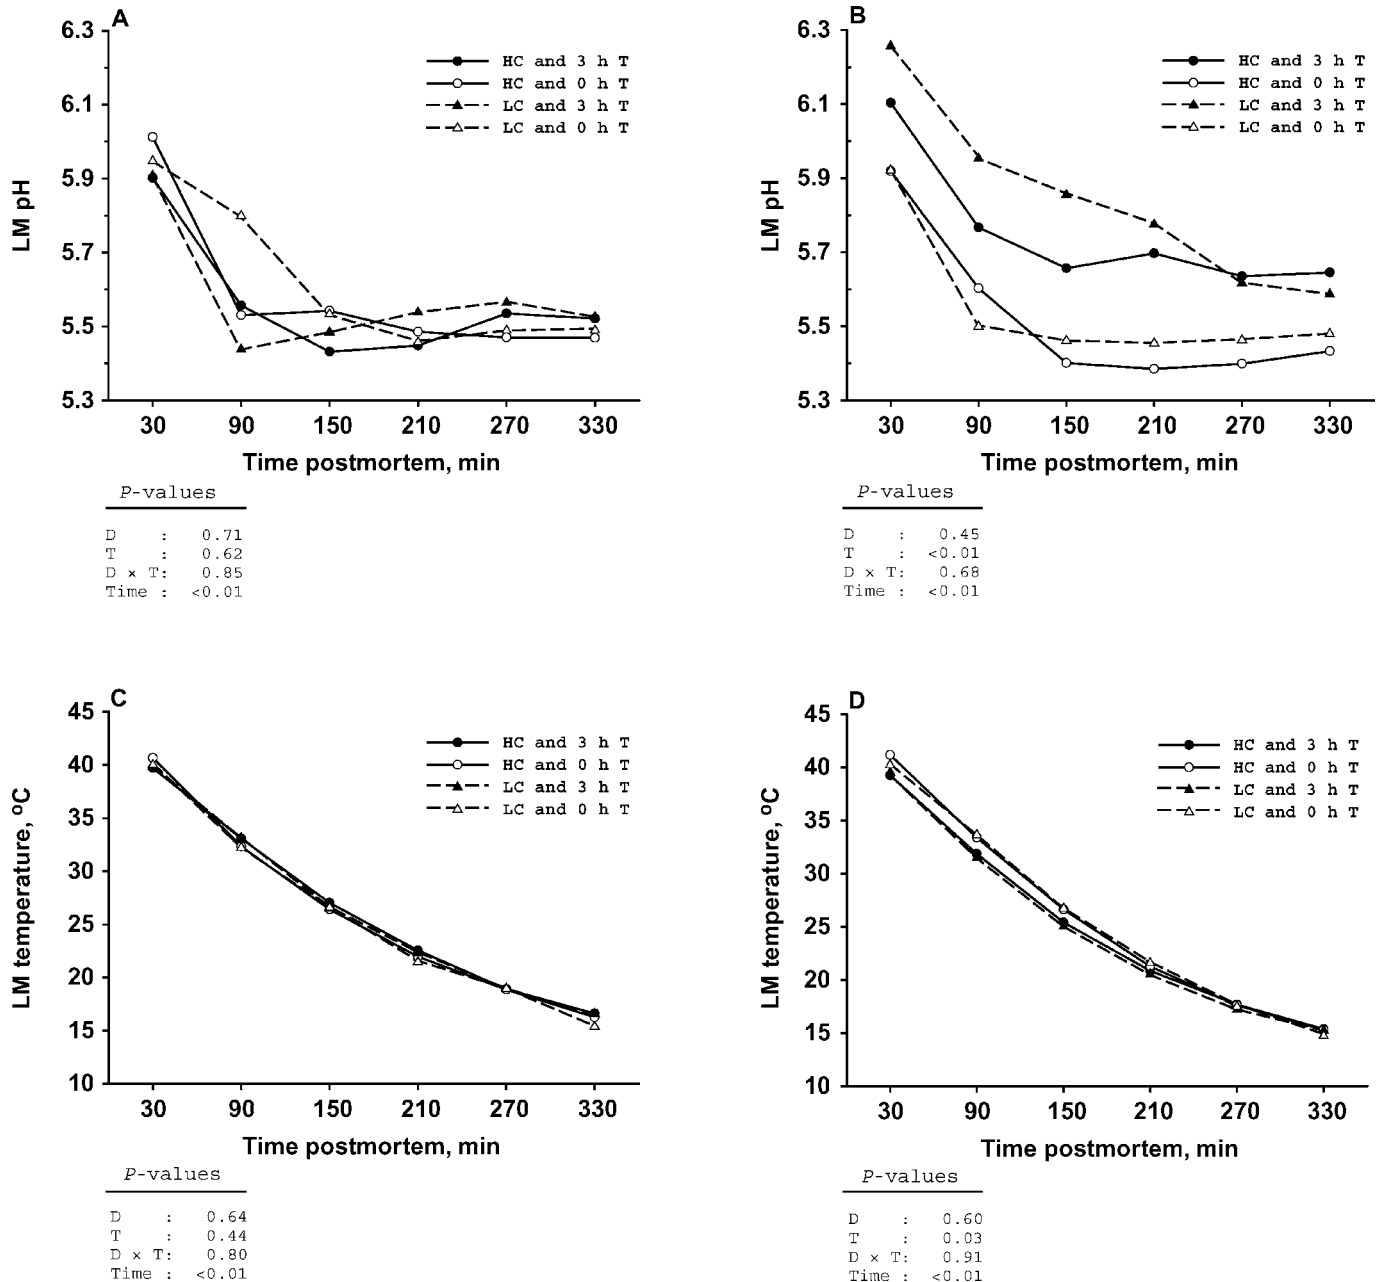 A
6.3
6.1
5.9
5.7
5.5
5.3
LM pH
HC and 3 h T
HC and 0 h T
LC and 3 h T
LC and 0 h T
30 90 150 210 270 330
Time postmortem, min
P-values
D : 0.71
T : 0.62
D × T: 0.85
Time : <0.01
B
6.3
6.1
5.9
5.7
5.5
5.3
LM pH
HC and 3 h T
HC and 0 h T
LC and 3 h T
LC and 0 h T
30 90 150 210 270 330
Time postmortem, min
P-values
D : 0.45
T : <0.01
D × T: 0.68
Time : <0.01
C
45
40
35
30
25
20
15
10
LM temperature, ºC
HC and 3 h T
HC and 0 h T
LC and 3 h T
LC and 0 h T
30 90 150 210 270 330
Time postmortem, min
P-values
D : 0.64
T : 0.44
D × T: 0.80
Time : <0.01
D
45
40
35
30
25
20
15
10
LM temperature, ºC
HC and 3 h T
HC and 0 h T
LC and 3 h T
LC and 0 h T
30 90 150 210 270 330
Time postmortem, min
P-values
D : 0.60
T : 0.03
D × T: 0.91
Time : <0.01